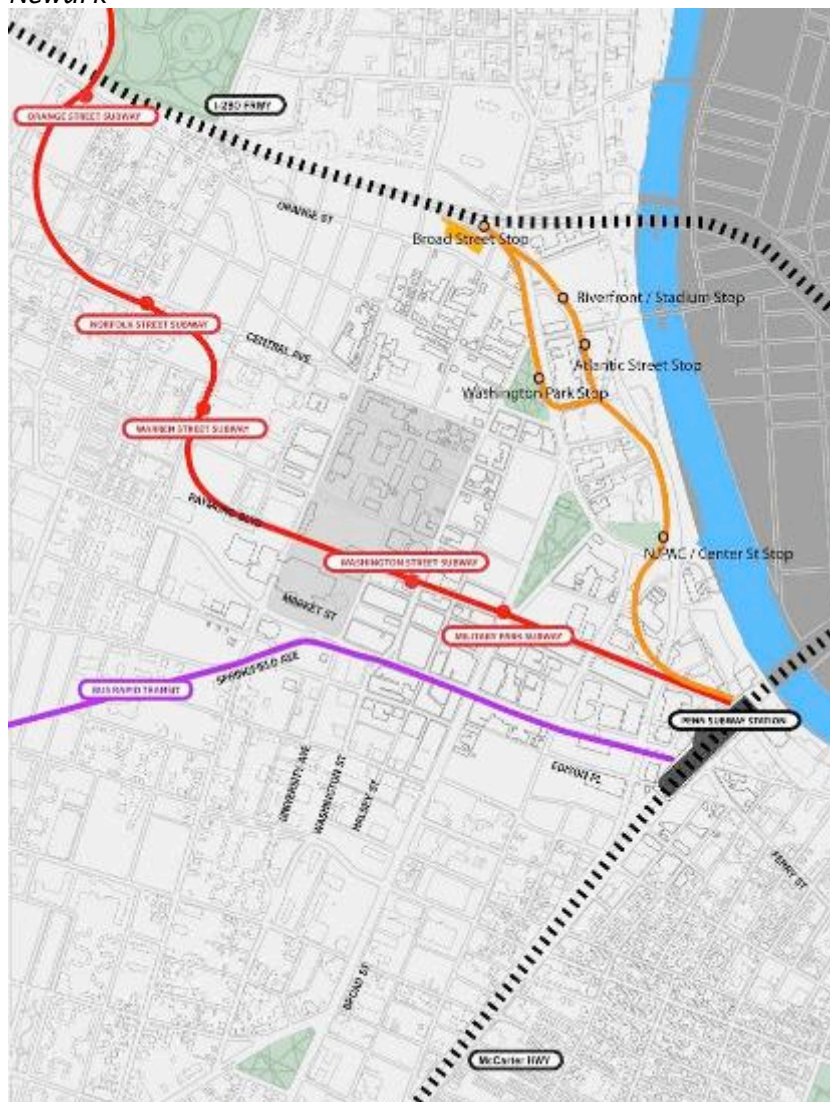 Newark
I-280 FRWY
ORANGE STREET SUBWAY
ORANGE ST
Broad Street Stop
Riverfront / Stadium Stop
NORFOLK STREET SUBWAY
CENTRAL AVE
Atlantic Street Stop
Washington Park Stop
WARREN STREET SUBWAY
RAYMOND BLVD
NJPAC / Center St Stop
WASHINGTON STREET SUBWAY
MARKET ST
MILITARY PARK SUBWAY
SPRINGFIELD AVE
BUS RAPID TRANSIT
PENN SUBWAY STATION
EDISON PL
UNIVERSITY AVE
WASHINGTON ST
HALSEY ST
FERRY ST
BROAD ST
McCarter HWY